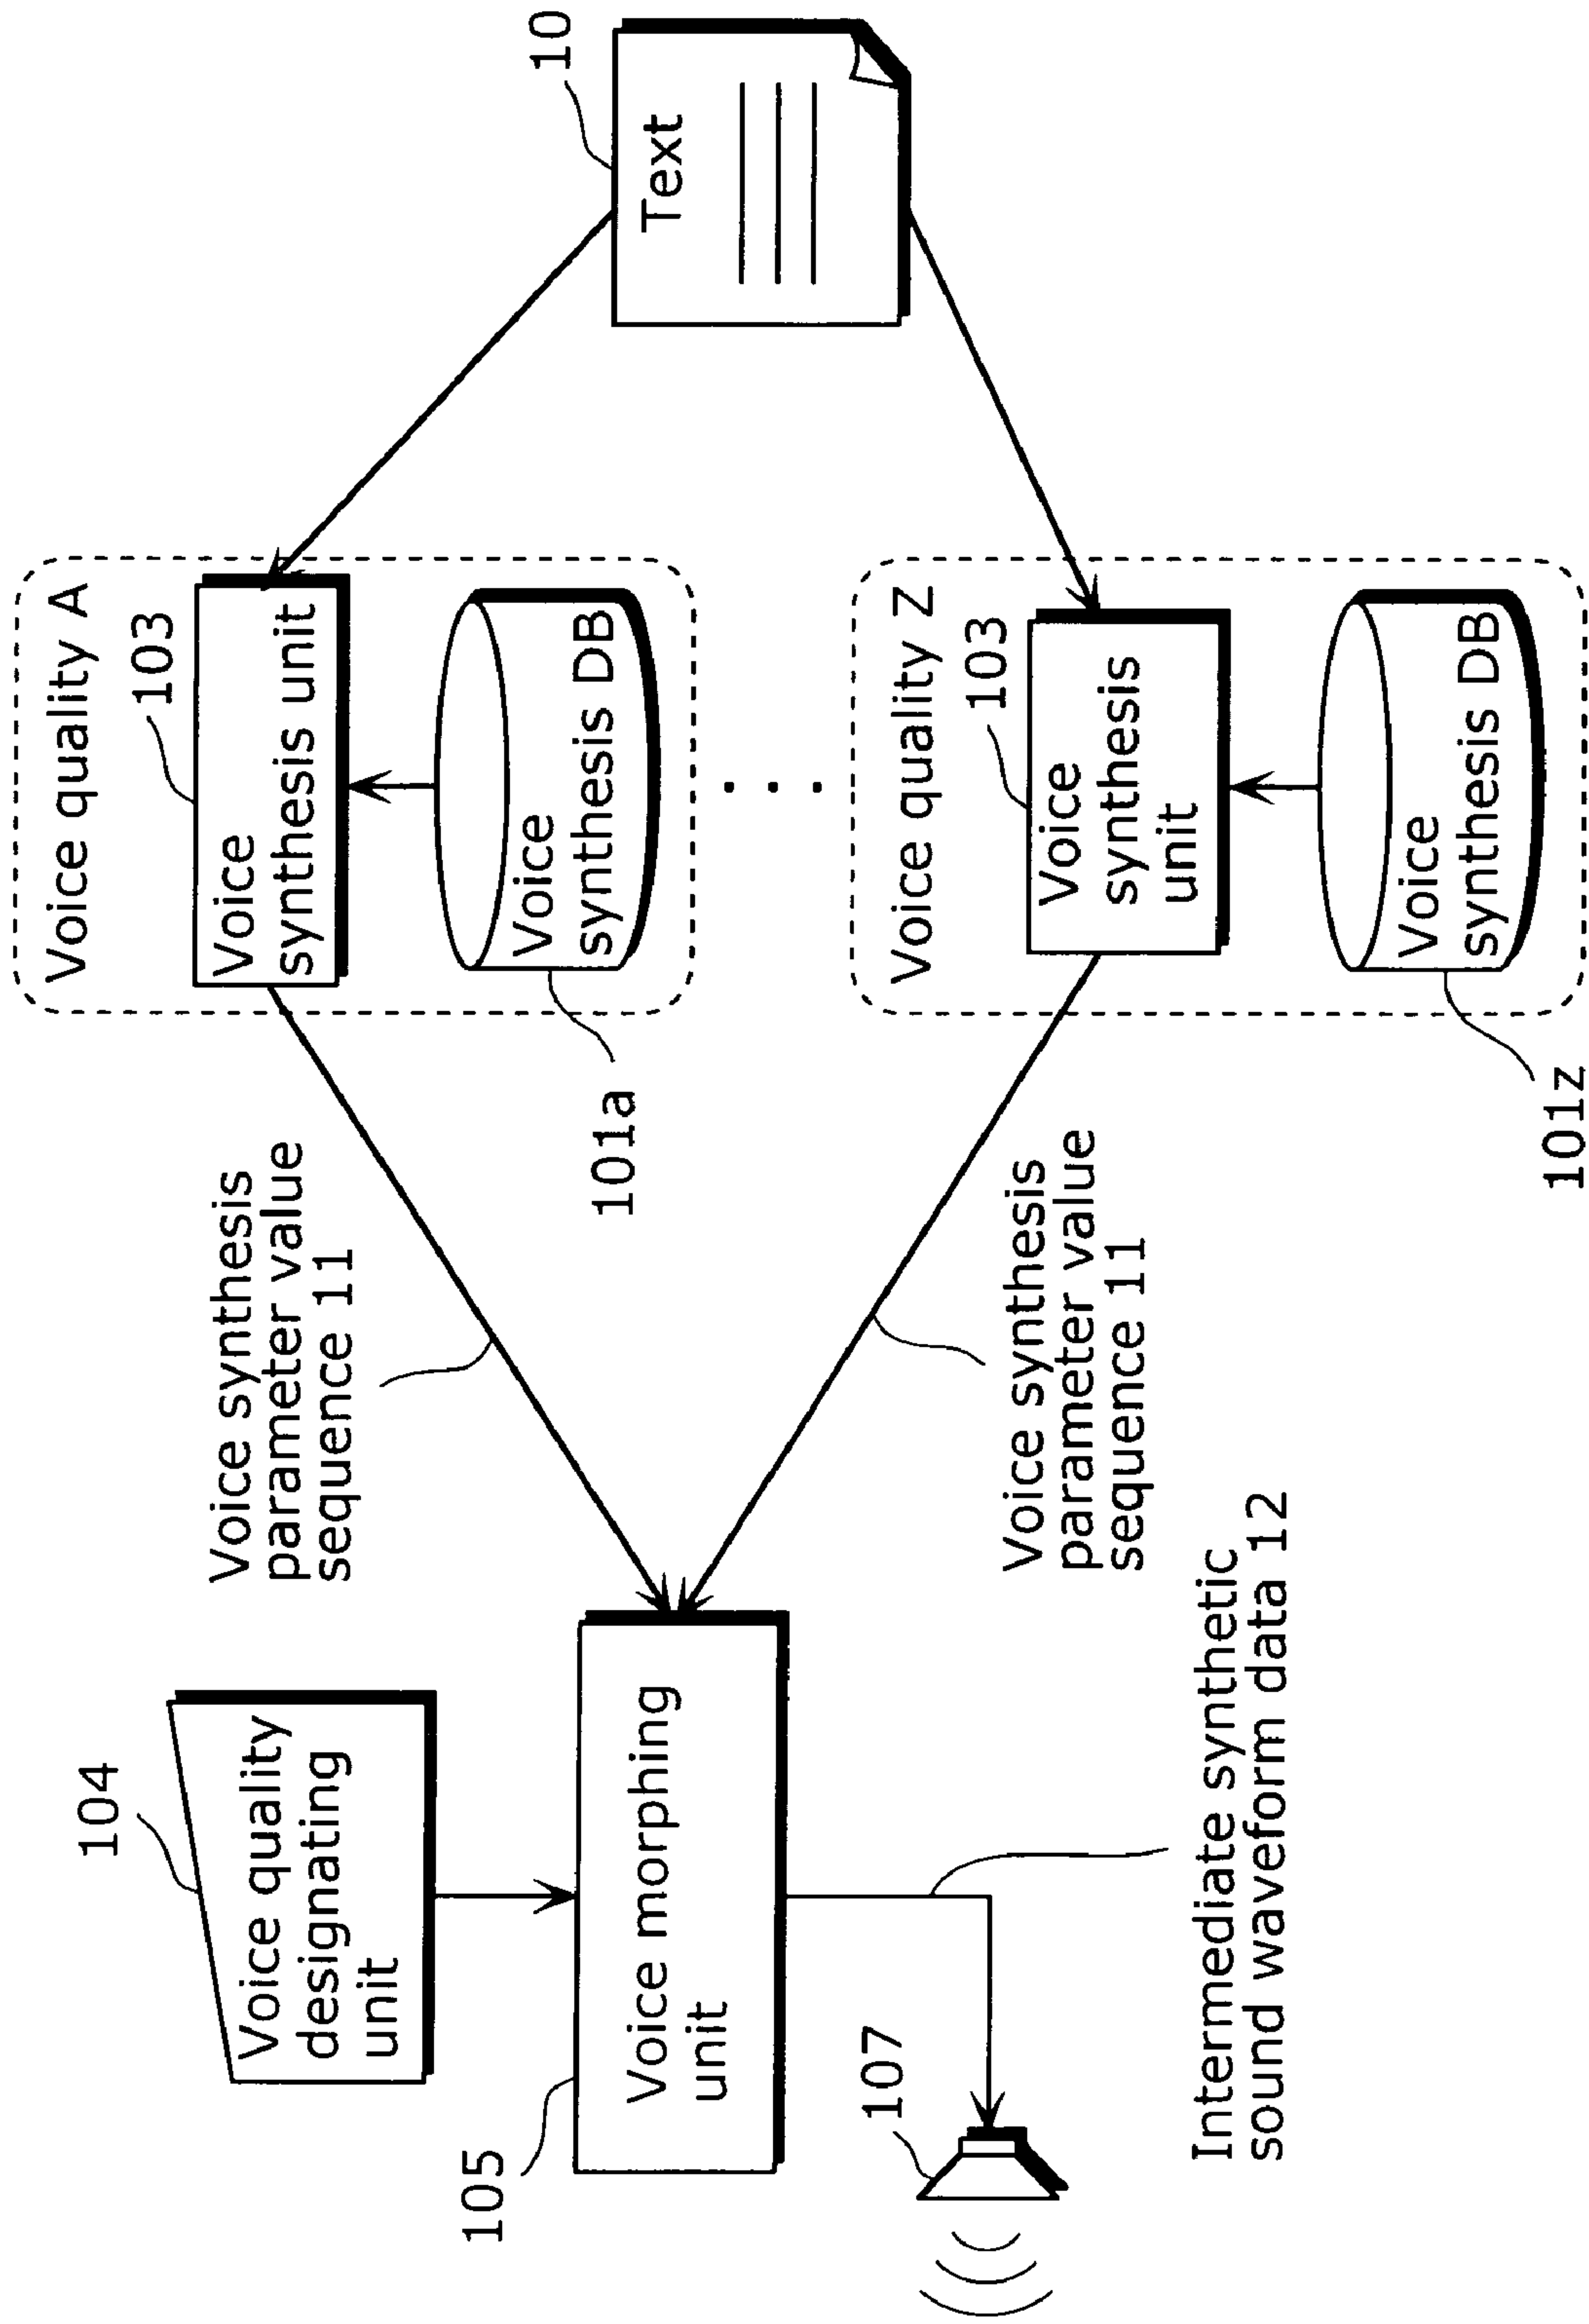 104
Voice quality
designating
unit
105
Voice morphing
unit
107
Intermediate synthetic
sound waveform data 12
Voice synthesis
parameter value
sequence 11
Voice synthesis
parameter value
sequence 11
Voice quality A
103
Voice
synthesis unit
Voice
synthesis DB
101a
. . .
Voice quality Z
103
Voice
synthesis
unit
Voice
synthesis DB
101z
10
Text